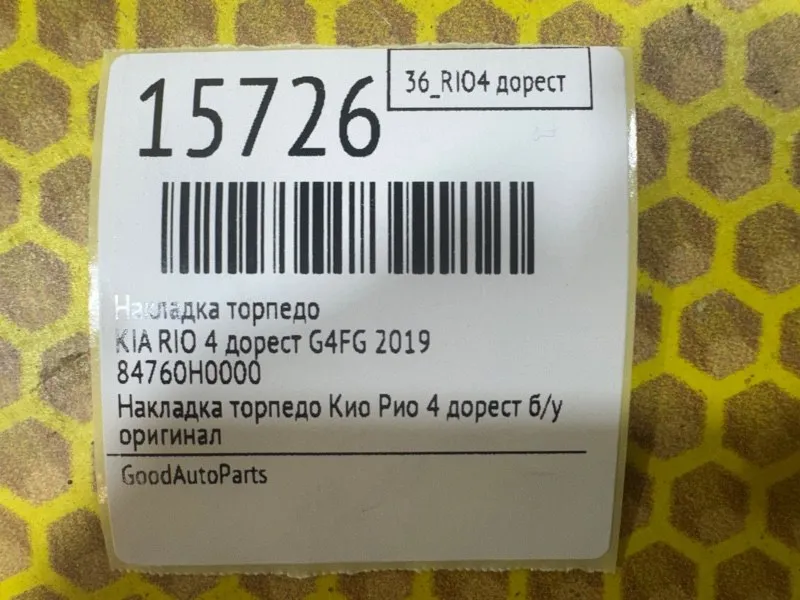 15726
36_RIO4 дорест
Накладка торпедо
KIA RIO 4 дорест G4FG 2019
84760H0000
Накладка торпедо Кио Рио 4 дорест б/у
оригинал
GoodAutoParts